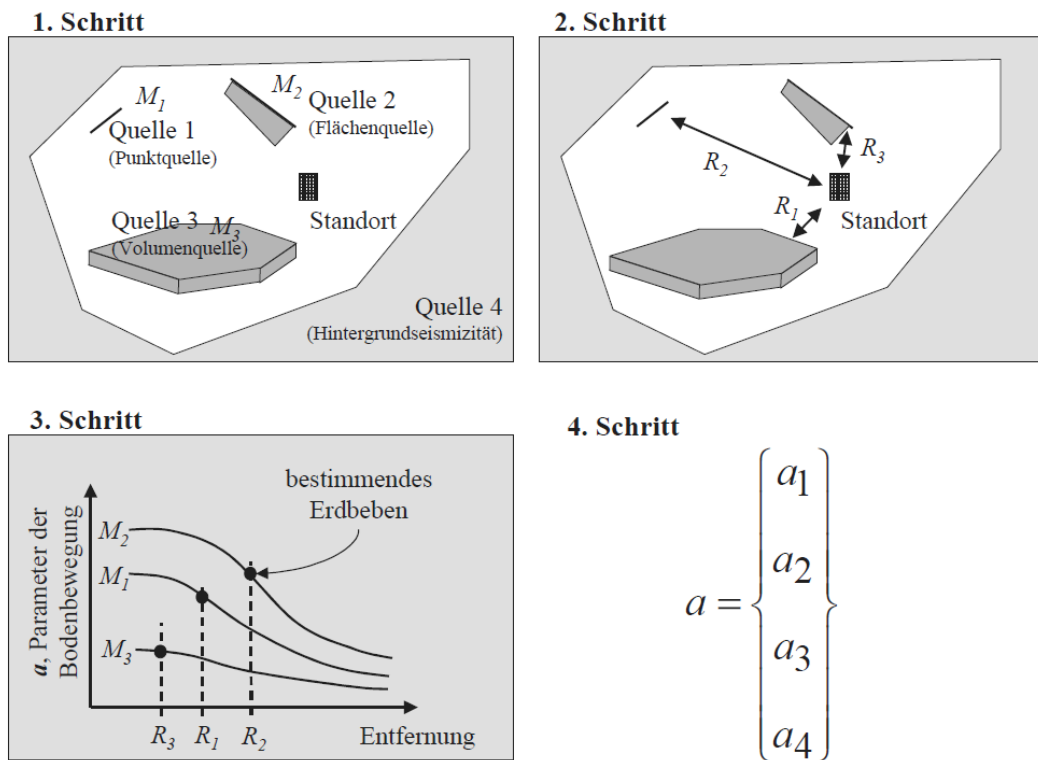 1. Schritt
M1
Quelle 1
(Punktquelle)
M2
Quelle 2
(Flächenquelle)
Standort
Quelle 3
M3
(Volumenquelle)
Quelle 4
(Hintergrundseismizität)
2. Schritt
R2
R3
R1
Standort
3. Schritt
a, Parameter der
Bodenbewegung
bestimmendes
Erdbeben
M2
M1
M3
R3 R1 R2 Entfernung
4. Schritt
a = { a1
a2
a3
a4 }